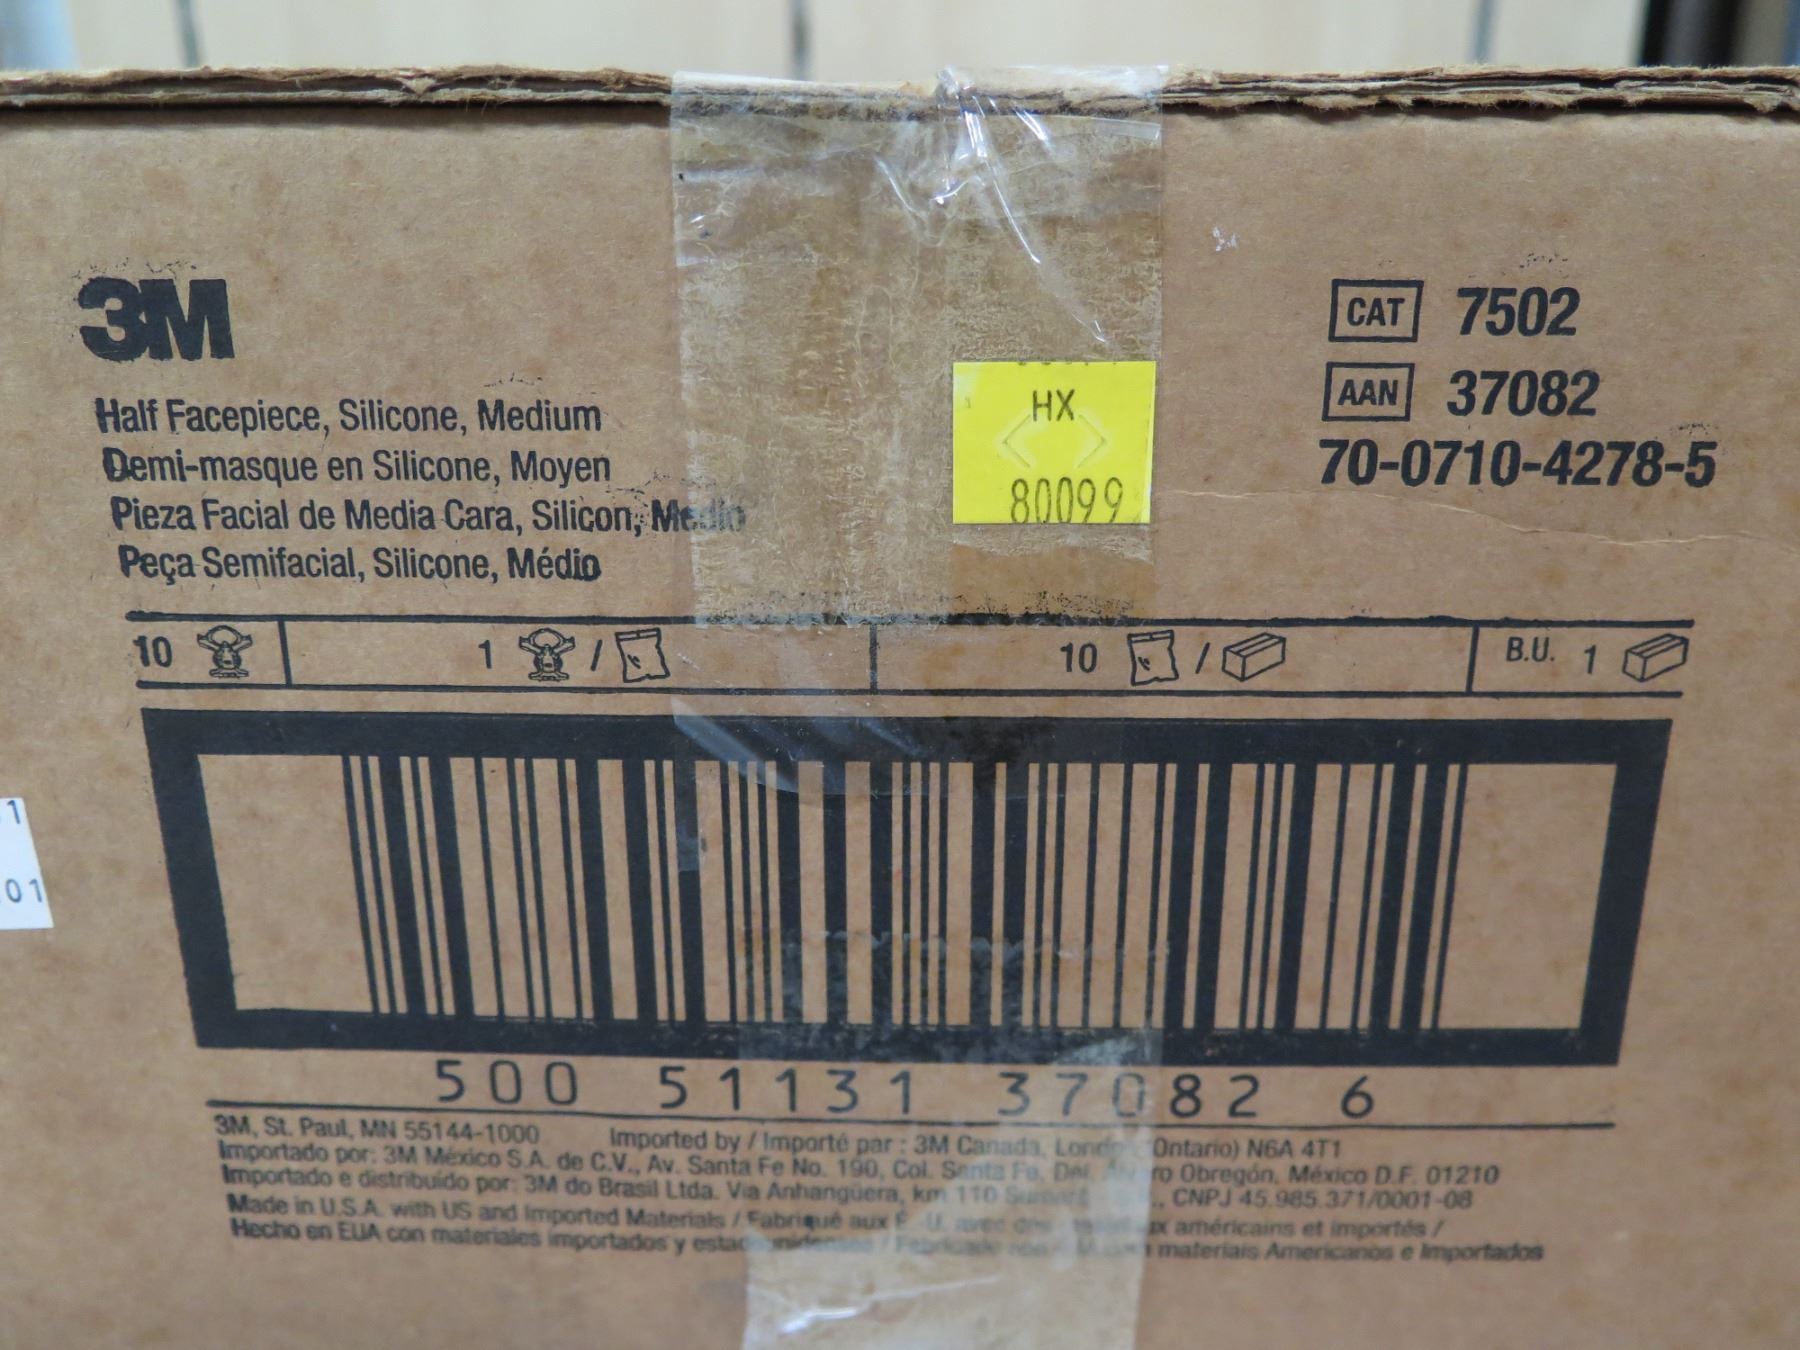 3M
Half Facepiece, Silicone, Medium
Demi-masque en Silicone, Moyen
Pieza Facial de Media Cara, Silicon, Medio
Peça Semifacial, Silicone, Médio
HX
80099
CAT 7502
AAN 37082
70-0710-4278-5
10
1 /
10 /
B.U. 1
1
01
500 51131 37082 6
3M, St. Paul, MN 55144-1000 Imported by / Importé par : 3M Canada, London (Ontario) N6A 4T1
Importado por: 3M México S.A. de C.V., Av. Santa Fe No. 190, Col. Santa Fe, Del. Obregón, México D.F. 01210
Importado e distribuido por: 3M do Brasil Ltda. Via Anhangüera, km 110 CNPJ 45.985.371/0001-08
Made in U.S.A. with US and Imported Materials / Fabriqué aux É.-U. avec des américains et importés /
Hecho en EUA con materiales importados y estadounidenses / Fabricado nos materiais Americanos e Importados